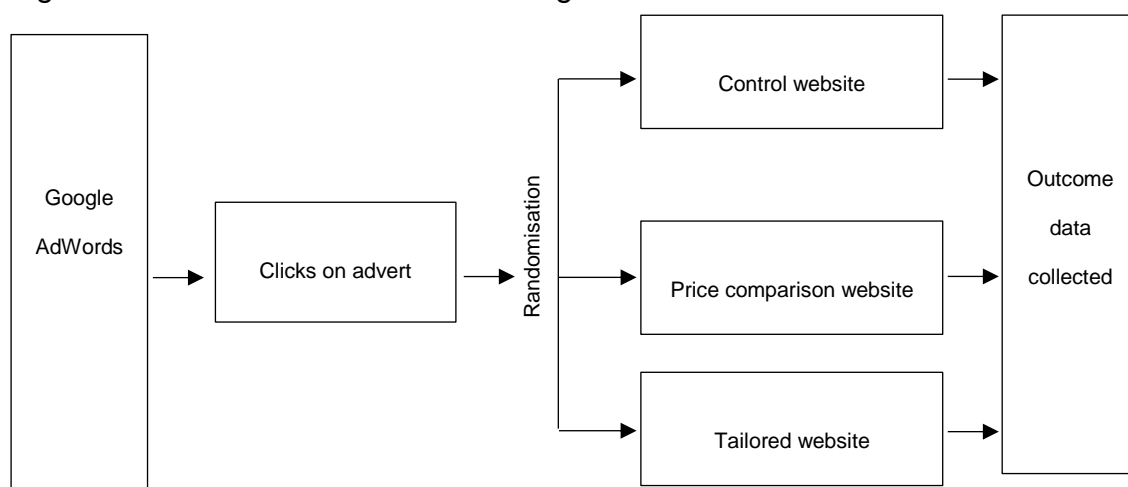 Google
AdWords
Clicks on advert
Randomisation
Control website
Price comparison website
Tailored website
Outcome
data
collected